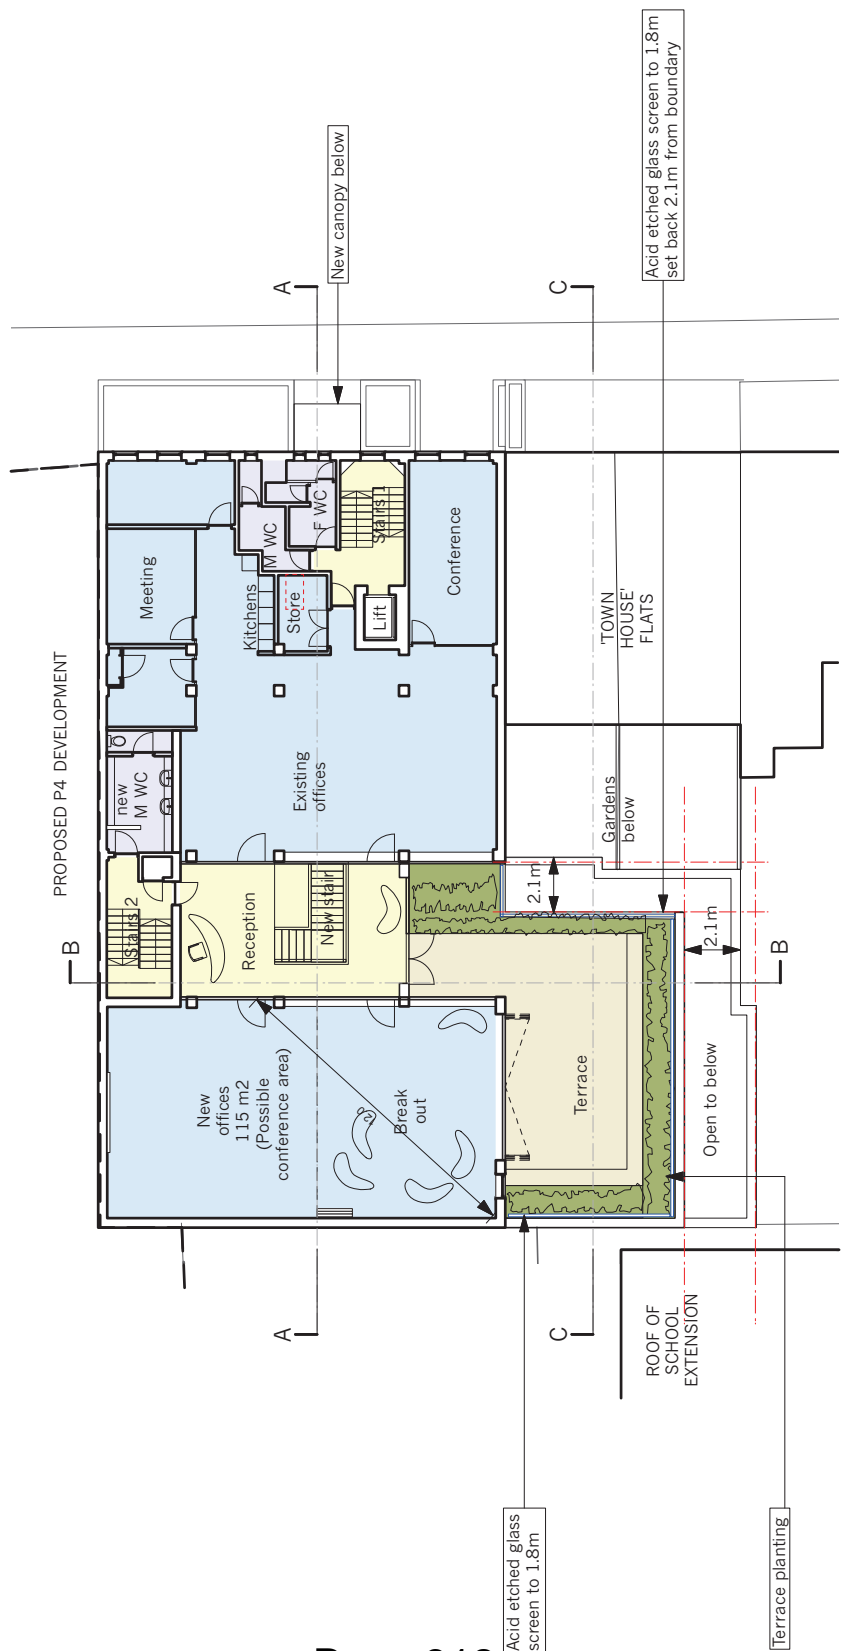 New canopy below
Acid etched glass screen to 1.8m
set back 2.1m from boundary
A
C
PROPOSED P4 DEVELOPMENT
Meeting
Kitchens
M WC
F WC
Store
Stairs 1
Lift
Conference
'TOWN
HOUSE'
FLATS
new
M WC
Existing
offices
Gardens
below
Stairs 2
Reception
New stair
2.1m
2.1m
B
B
New
offices
115 m2
(Possible
conference area)
Break
out
Terrace
Open to below
A
C
ROOF OF
SCHOOL
EXTENSION
Acid etched glass
screen to 1.8m
Terrace planting